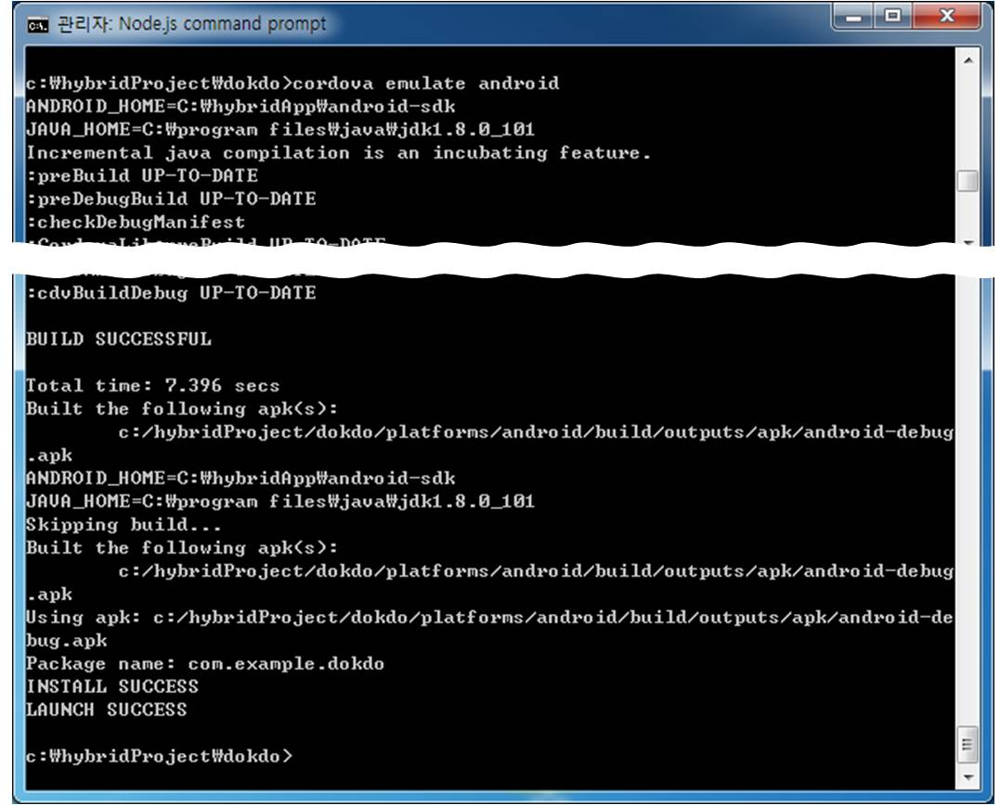 관리자: Node.js command prompt
c:₩hybridProject₩dokdo>cordova emulate android
ANDROID_HOME=C:₩hybridApp₩android-sdk
JAVA_HOME=C:₩program files₩java₩jdk1.8.0_101
Incremental java compilation is an incubating feature.
:preBuild UP-TO-DATE
:preDebugBuild UP-TO-DATE
:checkDebugManifest
:CordovaLib:preBuild UP-TO-DATE
:cdvBuildDebug UP-TO-DATE
BUILD SUCCESSFUL
Total time: 7.396 secs
Built the following apk(s):
c:/hybridProject/dokdo/platforms/android/build/outputs/apk/android-debug
.apk
ANDROID_HOME=C:₩hybridApp₩android-sdk
JAVA_HOME=C:₩program files₩java₩jdk1.8.0_101
Skipping build...
Built the following apk(s):
c:/hybridProject/dokdo/platforms/android/build/outputs/apk/android-debug
.apk
Using apk: c:/hybridProject/dokdo/platforms/android/build/outputs/apk/android-de
bug.apk
Package name: com.example.dokdo
INSTALL SUCCESS
LAUNCH SUCCESS
c:₩hybridProject₩dokdo>